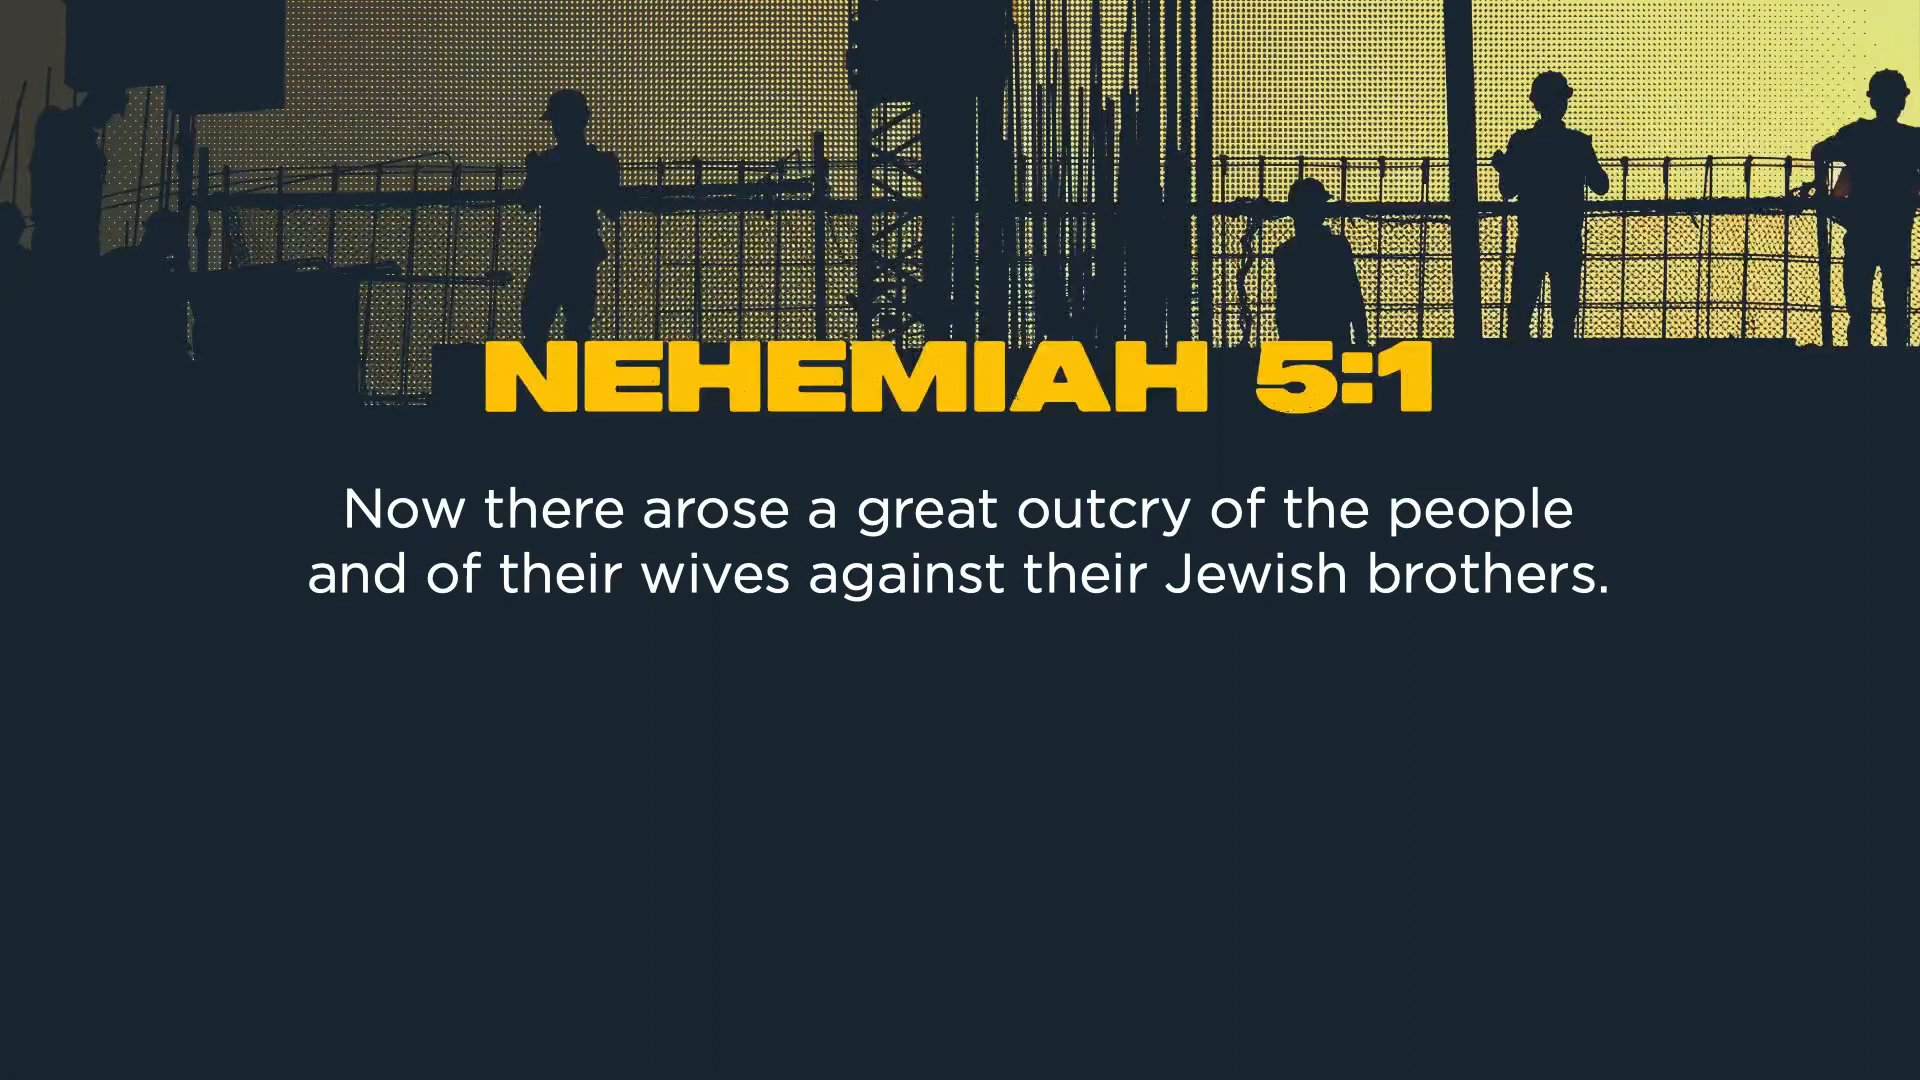 NEHEMIAH 5:1
Now there arose a great outcry of the people
and of their wives against their Jewish brothers.